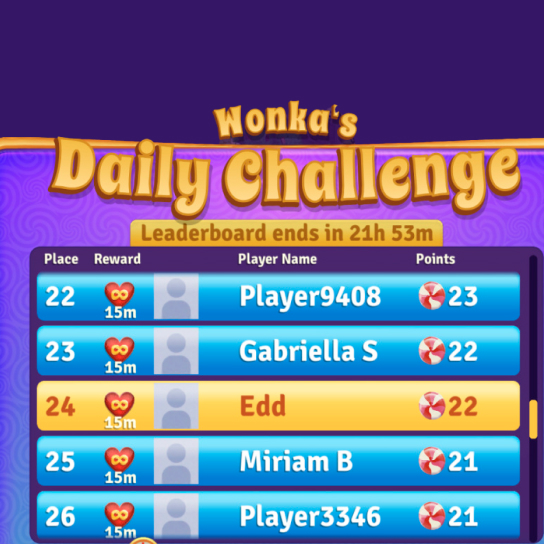 Wonka's
Daily Challenge
Leaderboard ends in 21h 53m
Place Reward Player Name Points
22 15m Player9408 23
23 15m Gabriella S 22
24 15m Edd 22
25 15m Miriam B 21
26 15m Player3346 21